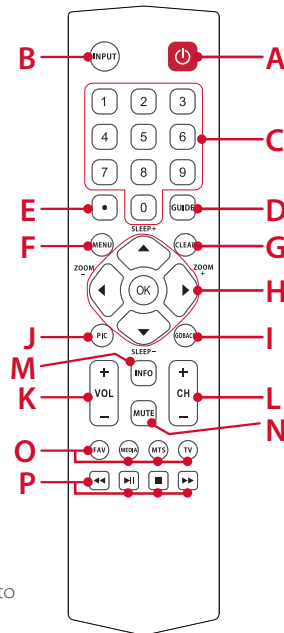 B INPUT A
1 2 3
4 5 6 C
7 8 9
E • 0 GUIDE D
SLEEP+
F MENU CLEAR G
ZOOM − ZOOM +
OK H
J PIC GOBACK I
SLEEP−
M INFO
K + VOL − + CH − L
MUTE N
O FAV MEDIA MTS TV
P
to